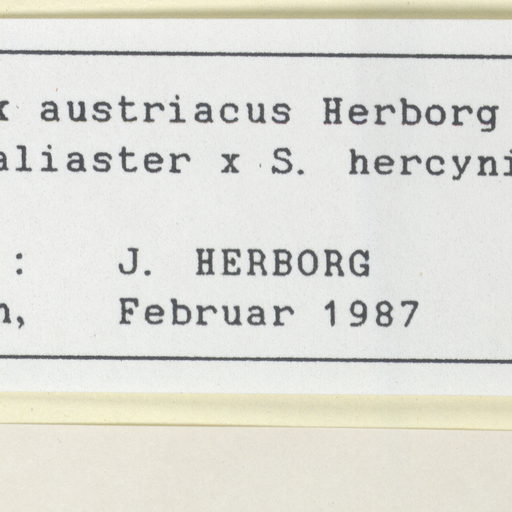 x austriacus Herborg
aliaster x S. hercyni
: J. HERBORG
n, Februar 1987